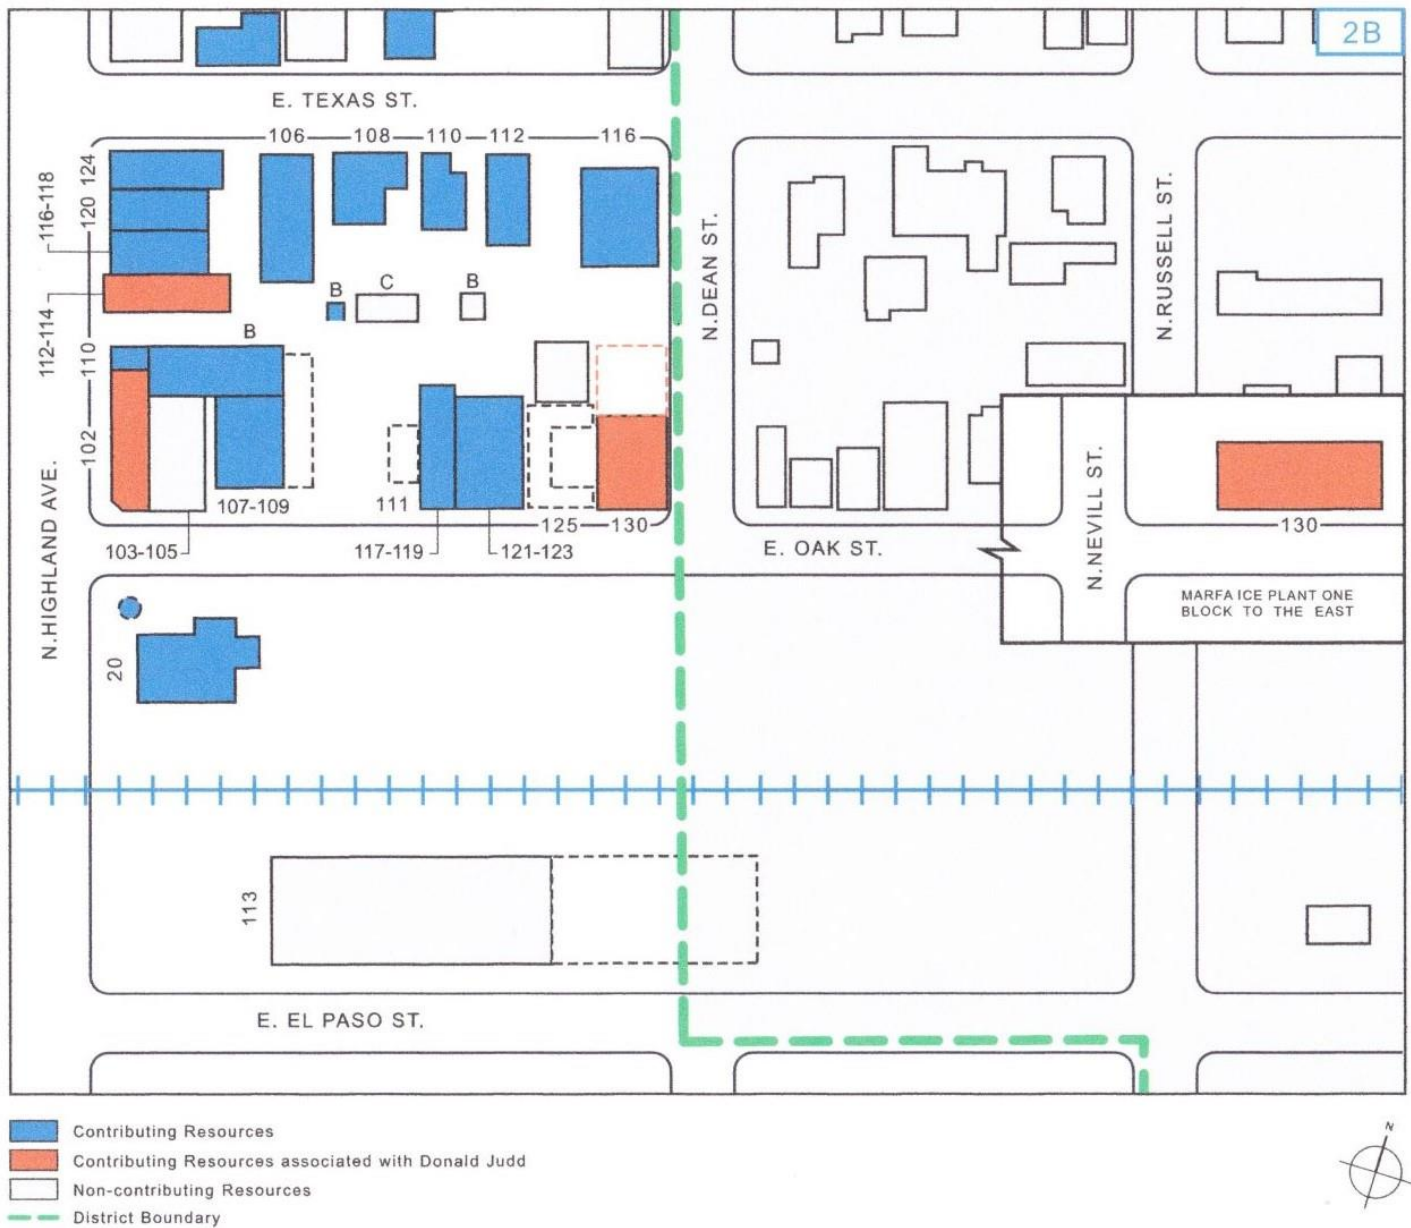 2B
E. TEXAS ST.
106
108
110
112
116
124
120
116-118
112-114
110
102
N.HIGHLAND AVE.
B
C
B
B
N.DEAN ST.
N.RUSSELL ST.
N.NEVILL ST.
107-109
111
125
130
130
103-105
117-119
121-123
E. OAK ST.
MARFA ICE PLANT ONE
BLOCK TO THE EAST
20
113
E. EL PASO ST.
Contributing Resources
Contributing Resources associated with Donald Judd
Non-contributing Resources
District Boundary
N